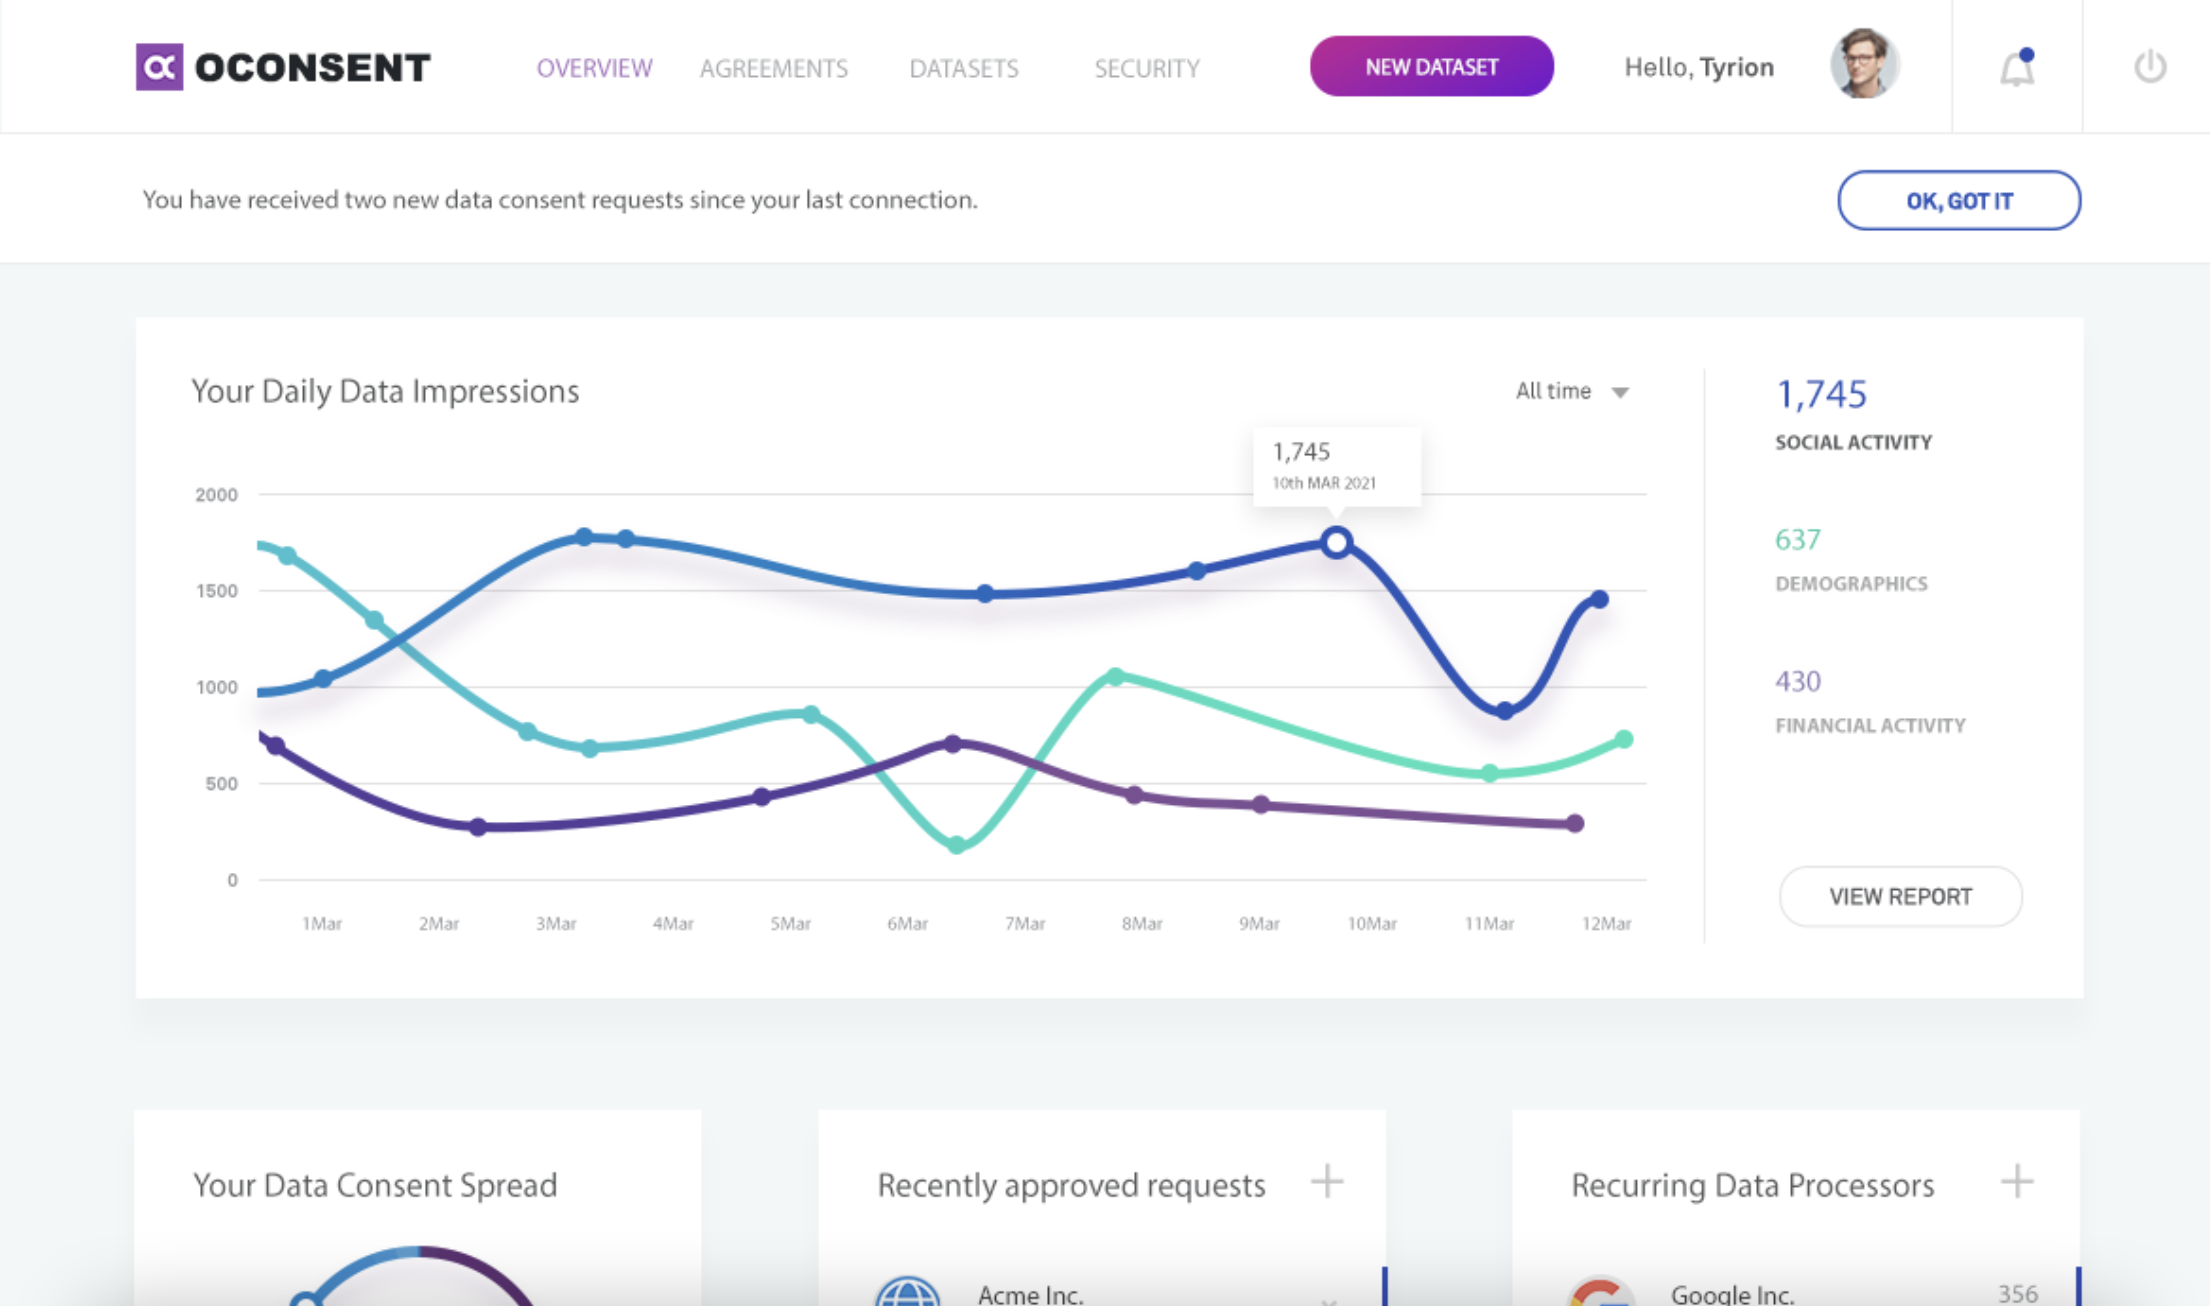 OCONSENT
OVERVIEW
AGREEMENTS
DATASETS
SECURITY
NEW DATASET
Hello, Tyrion
You have received two new data consent requests since your last connection.
OK, GOT IT
Your Daily Data Impressions
All time
1,745
10th MAR 2021
2000
1500
1000
500
0
1Mar
2Mar
3Mar
4Mar
5Mar
6Mar
7Mar
8Mar
9Mar
10Mar
11Mar
12Mar
1,745
SOCIAL ACTIVITY
637
DEMOGRAPHICS
430
FINANCIAL ACTIVITY
VIEW REPORT
Your Data Consent Spread
Recently approved requests
Acme Inc.
Recurring Data Processors
Google Inc.
356